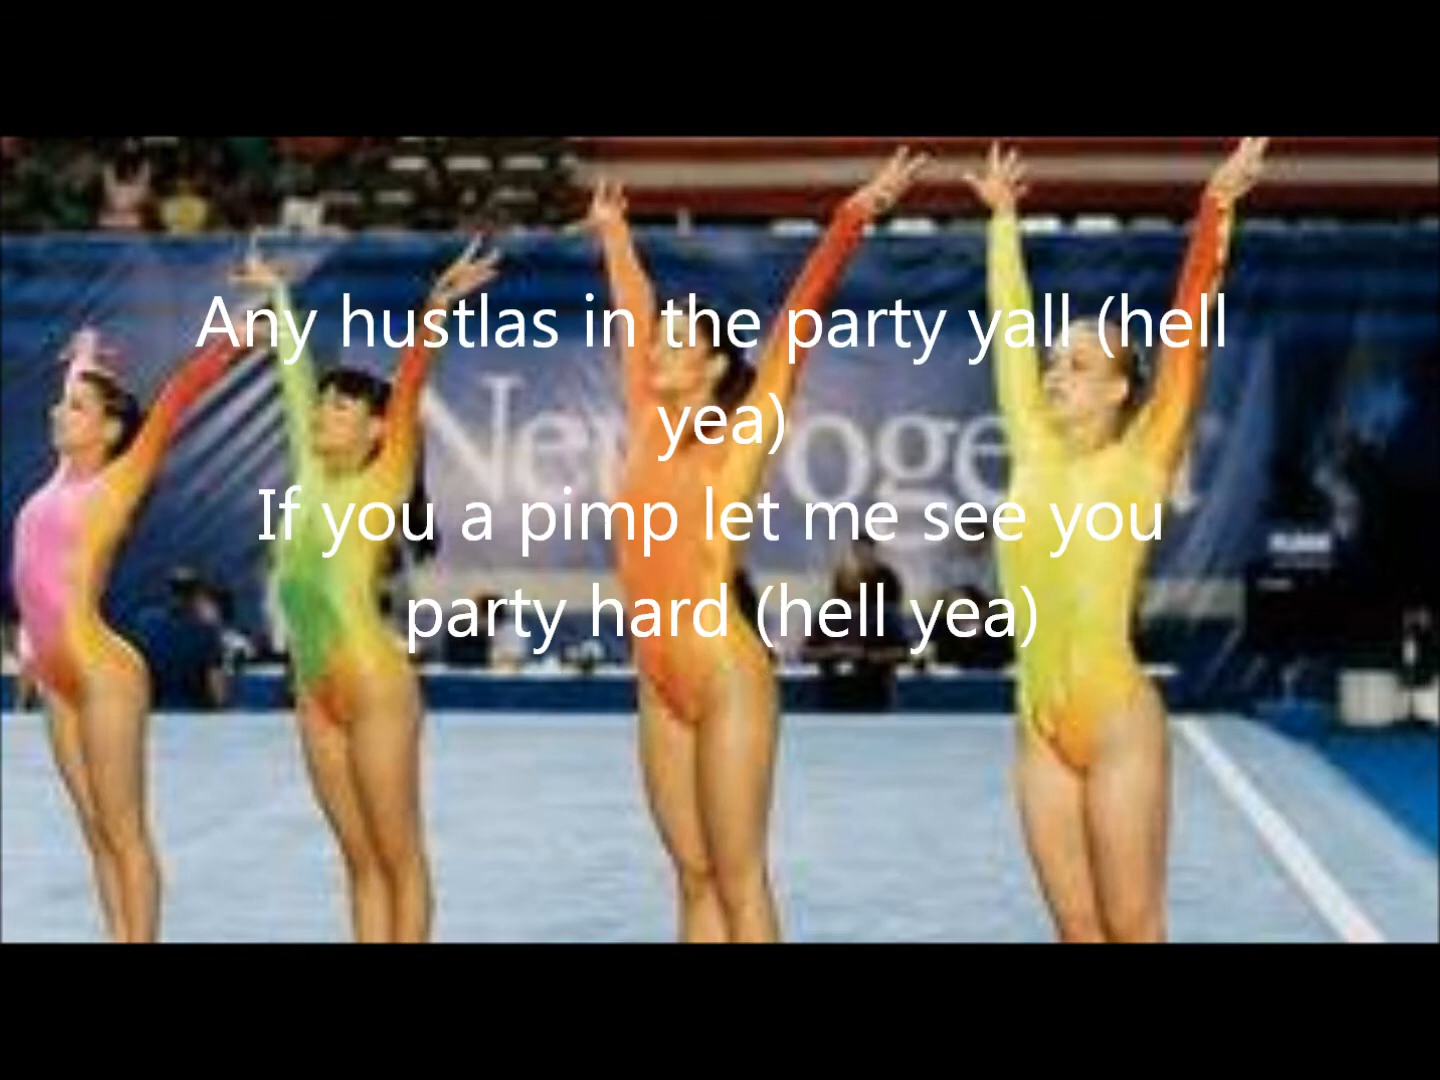 Any hustlas in the party yall (hell
yea)
If you a pimp let me see you
party hard (hell yea)